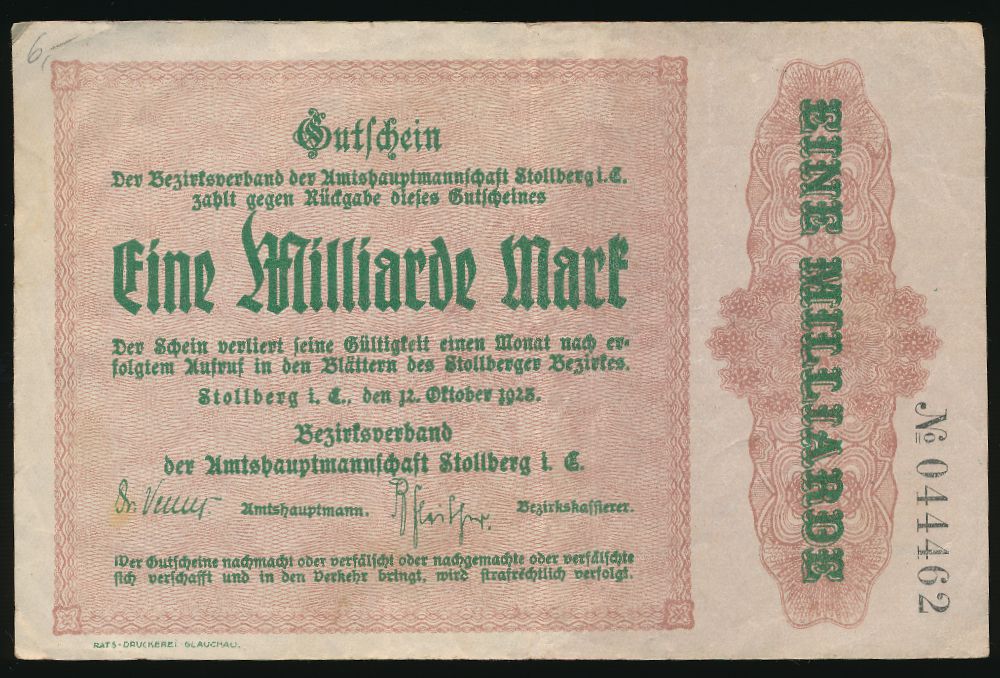 6,-
Gutschein
Der Bezirksverband der Amtshauptmannschaft Stollberg i. E.
zahlt gegen Rückgabe dieses Gutscheines
Eine Milliarde Mark
Der Schein verliert seine Gültigkeit einen Monat nach er-
folgtem Aufruf in den Blättern des Stollberger Bezirkes.
Stollberg i. E., den 12. Oktober 1923.
Bezirksverband
der Amtshauptmannschaft Stollberg i. E.
Amtshauptmann. Bezirkskassierer.
Wer Gutscheine nachmacht oder verfälscht oder nachgemachte oder verfälschte
sich verschafft und in den Verkehr bringt, wird strafrechtlich verfolgt.
RATS-DRUCKEREI GLAUCHAU.
EINE MILLIARDE
No 044462